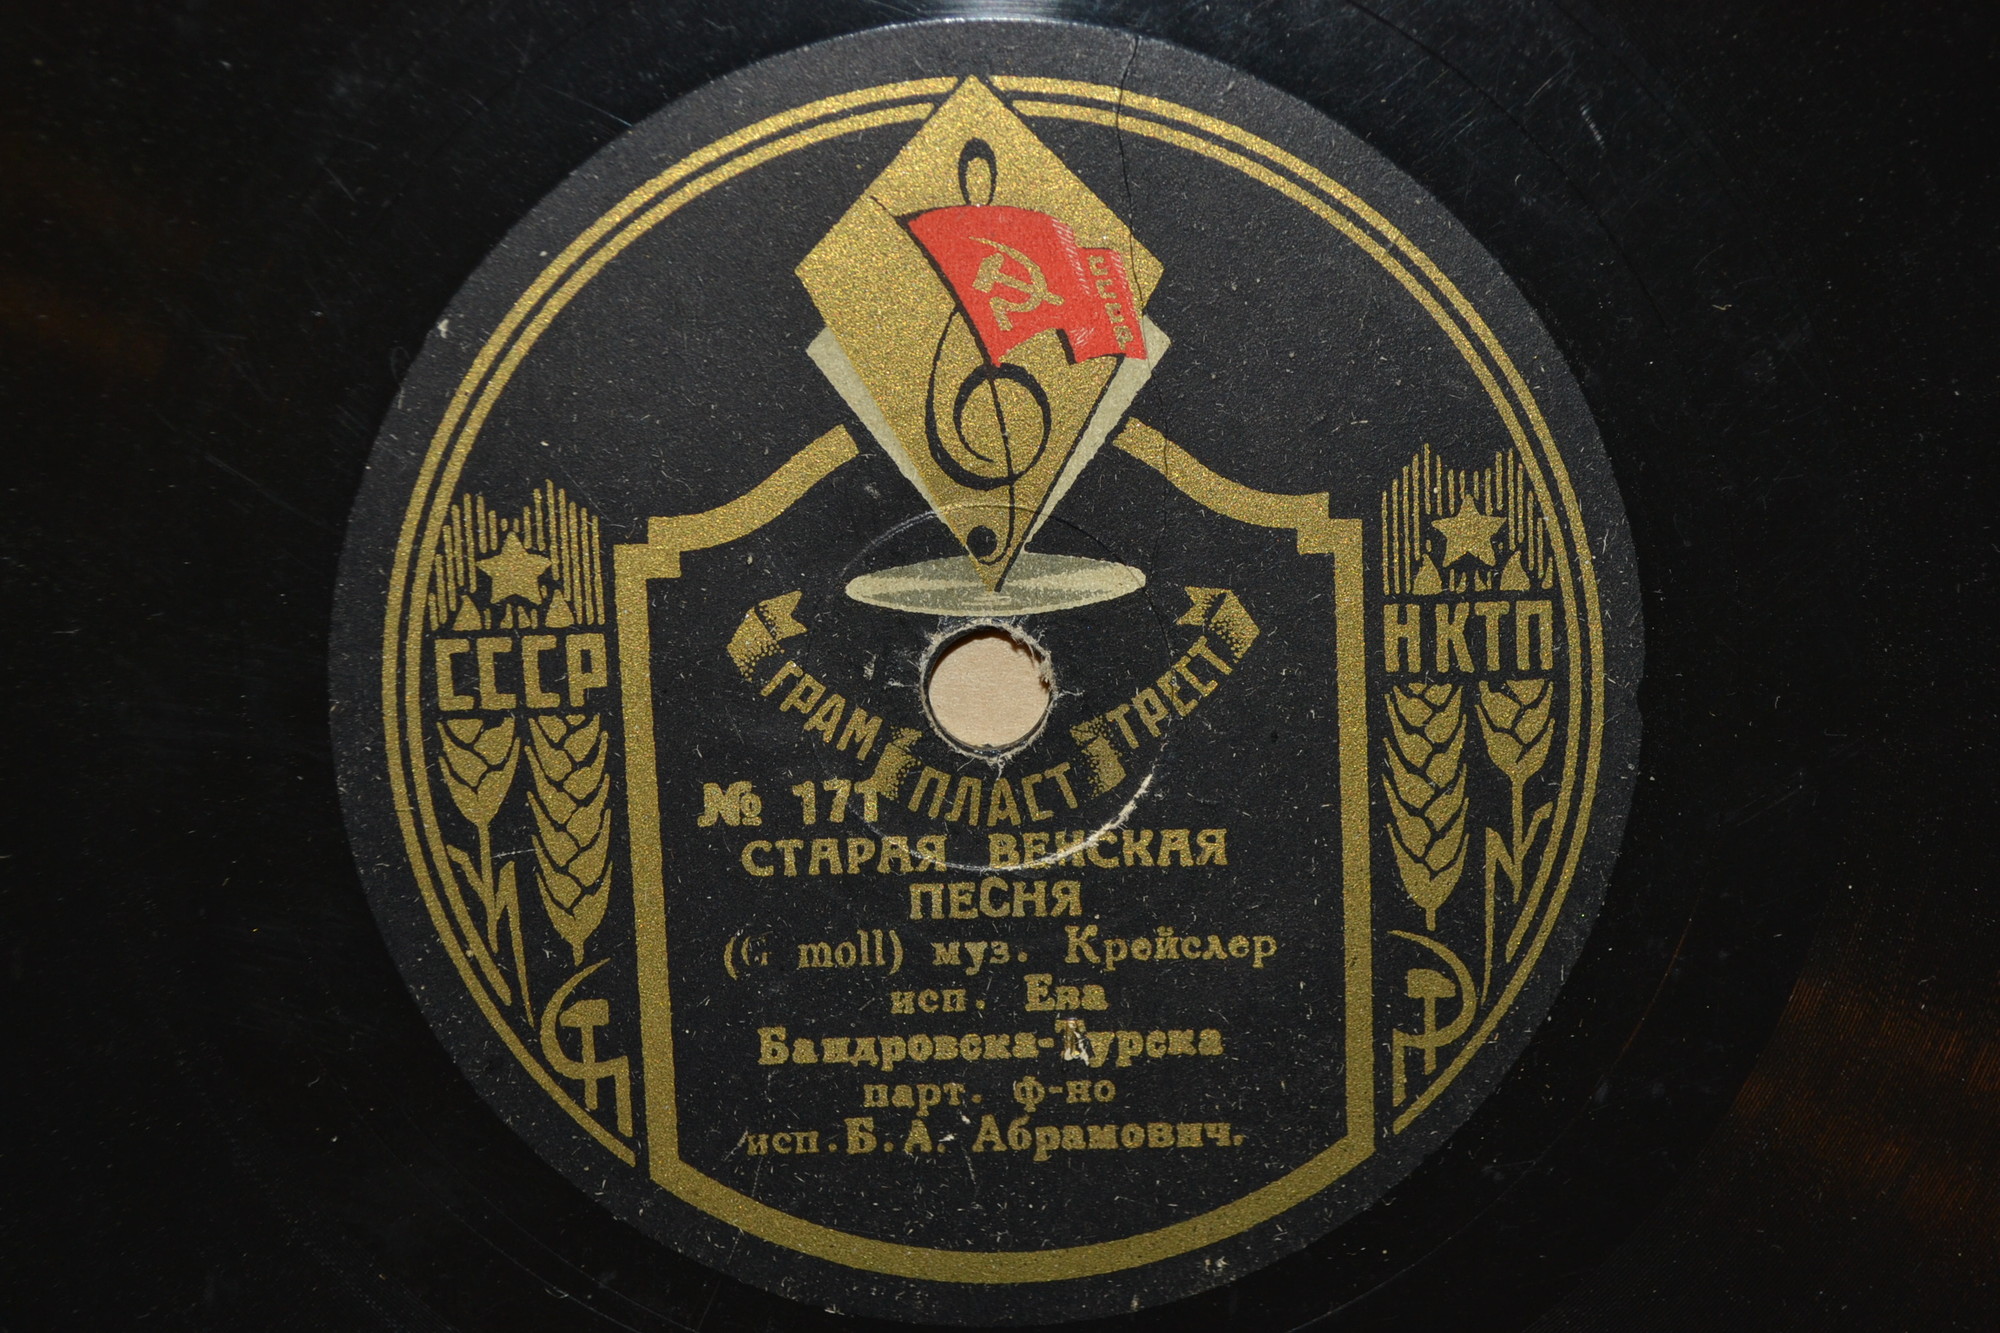 СССР
НКТП
ГРАМ ПЛАСТ ТРЕСТ
№ 171
СТАРАЯ ВЕНСКАЯ
ПЕСНЯ
moll) муз. Крейслер
исп. Ева
Бандровска-Турска
парт. ф-но
исп. Б. А. Абрамович.